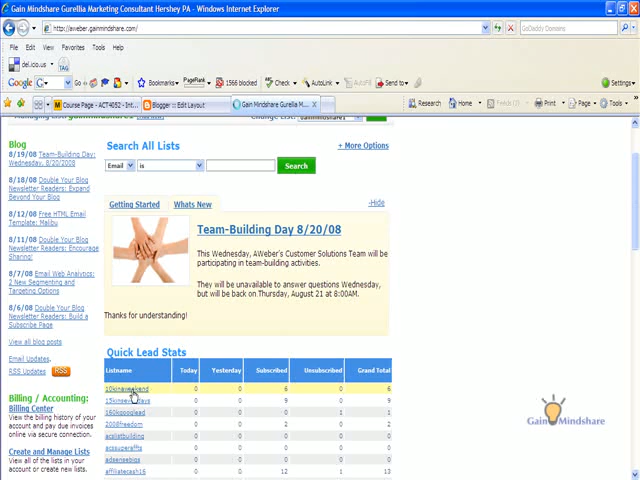 Gain Mindshare Gurellia Marketing Consultant Hershey PA - Windows Internet Explorer
http://aweber.gainmindshare.com/
GoDaddy Domains
File Edit View Favorites Tools Help
del.icio.us TAG
Google Go Bookmarks PageRank 1566 blocked Check AutoLink AutoFill Send to Settings
Course Page - ACT4052 - Int... Blogger :: Edit Layout Gain Mindshare Gurellia M... Research Home Print Page Tools
Blog
8/19/08 Team-Building Day: Wednesday, 8/20/2008
8/18/08 Double Your Blog Newsletter Readers: Expand Beyond Your Blog
8/12/08 Free HTML Email Template: Malibu
8/11/08 Double Your Blog Newsletter Readers: Encourage Sharing!
8/7/08 Email Web Analytics: 2 New Segmenting and Targeting Options
8/6/08 Double Your Blog Newsletter Readers: Build a Subscribe Page
View all blog posts
Email Updates.
RSS Updates RSS
Billing / Accounting:
Billing Center
View the billing history of your account and pay due invoices online via secure connection.
Create and Manage Lists
View all of the lists in your account or create new lists.
Search All Lists
+ More Options
Email is Search
Getting Started Whats New -Hide
Team-Building Day 8/20/08
This Wednesday, AWeber's Customer Solutions Team will be
participating in team-building activities.
They will be unavailable to answer questions Wednesday,
but will be back on Thursday, August 21 at 8:00AM.
Thanks for understanding!
Quick Lead Stats
Listname Today Yesterday Subscribed Unsubscribed Grand Total
10kinaweekend 0 0 6 0 6
0 0 9 0 9
160kgooglead 0 0 0 1 1
2008freedom 0 0 2 0 2
acslistbuilding 0 0 0 0 0
acssuperaffts 0 0 0 0 0
adsensebigs 0 0 0 0 0
affiliatecash16 0 0 12 1 13
Gain Mindshare